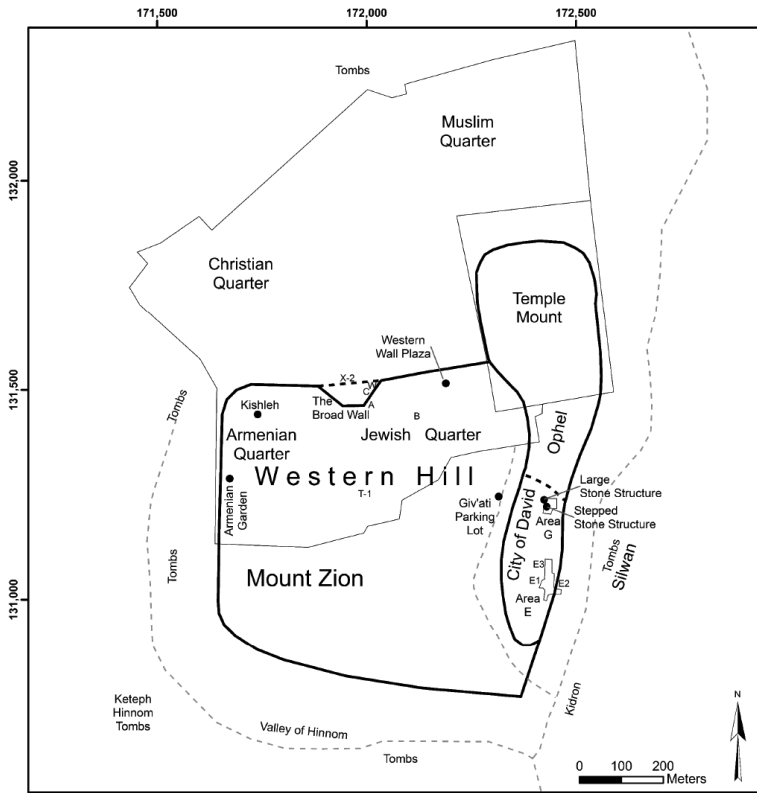 171,500
172,000
172,500
132,000
131,500
131,000
Tombs
Muslim
Quarter
Christian
Quarter
Temple
Mount
Western
Wall Plaza
X-2
W
C
A
The
Broad Wall
B
Kishleh
Tombs
Armenian
Quarter
Jewish Quarter
Ophel
Western Hill
T-1
Armenian
Garden
Giv'ati
Parking
Lot
City of David
Large
Stone Structure
Stepped
Stone Structure
Area
G
Tombs
Silwan
Tombs
Mount Zion
E3
E1
E2
Area
E
Keteph
Hinnom
Tombs
Valley of Hinnom
Kidron
Tombs
N
0 100 200
Meters